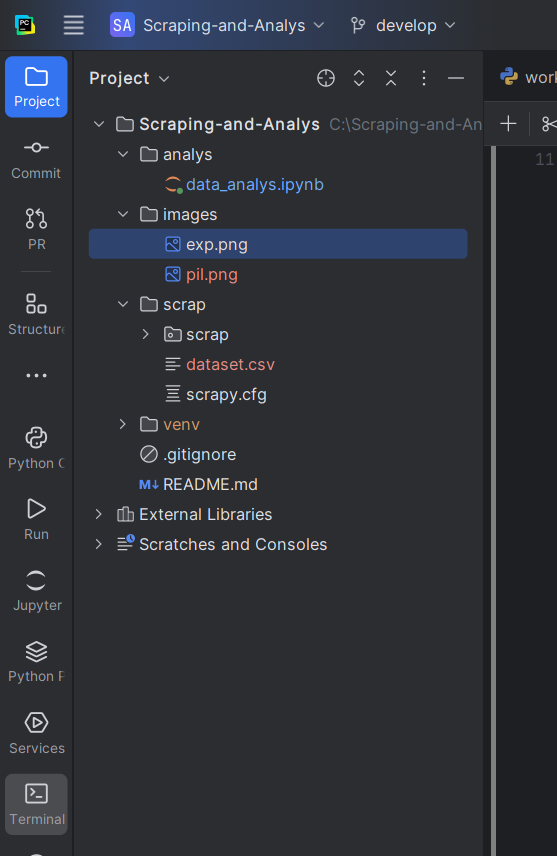 PC
SA Scraping-and-Analys develop
Project
Project
Commit
PR
Structure
Python
Run
Jupyter
Python
Services
Terminal
Scraping-and-Analys C:\Scraping-and-An
analys
data_analys.ipynb
images
exp.png
pil.png
scrap
scrap
dataset.csv
scrapy.cfg
venv
.gitignore
M↓ README.md
External Libraries
Scratches and Consoles
work
11